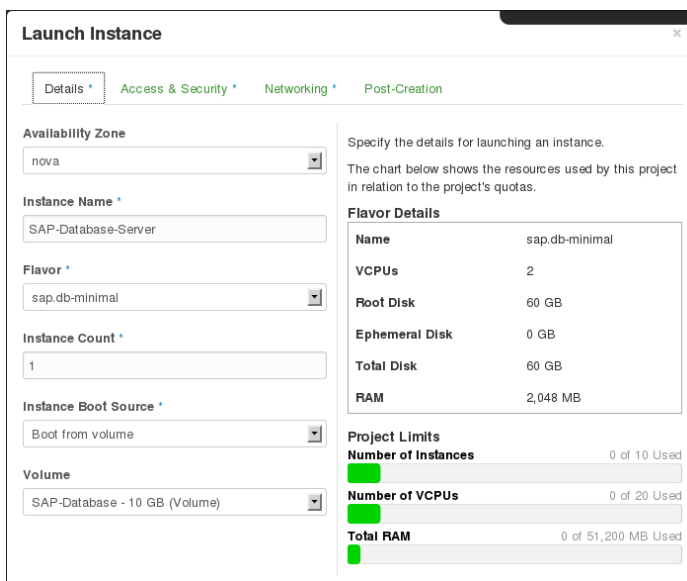 Launch Instance
×
Details *
Access & Security *
Networking *
Post-Creation
Availability Zone
nova
Instance Name *
SAP-Database-Server
Flavor *
sap.db-minimal
Instance Count *
1
Instance Boot Source *
Boot from volume
Volume
SAP-Database - 10 GB (Volume)
Specify the details for launching an instance.
The chart below shows the resources used by this project
in relation to the project's quotas.
Flavor Details
Name sap.db-minimal
VCPUs 2
Root Disk 60 GB
Ephemeral Disk 0 GB
Total Disk 60 GB
RAM 2,048 MB
Project Limits
Number of Instances 0 of 10 Used
Number of VCPUs 0 of 20 Used
Total RAM 0 of 51,200 MB Used